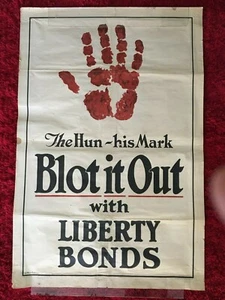 The Hun - his Mark
Blot it Out
with
LIBERTY
BONDS